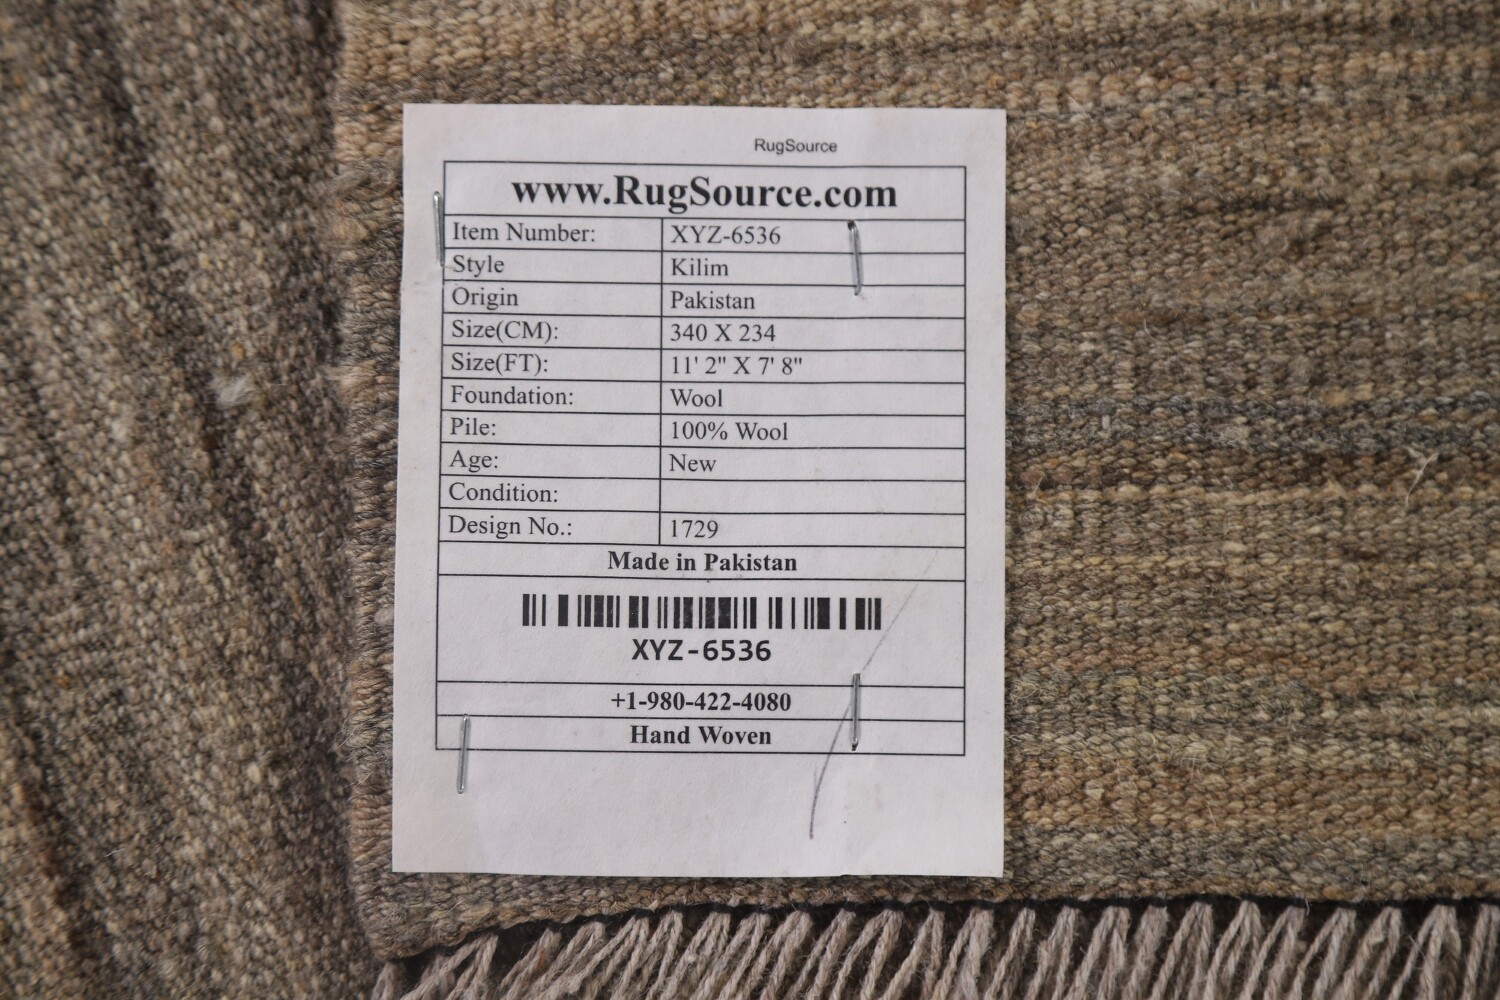 RugSource
www.RugSource.com
Item Number: XYZ-6536
Style Kilim
Origin Pakistan
Size(CM): 340 X 234
Size(FT): 11' 2" X 7' 8"
Foundation: Wool
Pile: 100% Wool
Age: New
Condition:
Design No.: 1729
Made in Pakistan
XYZ-6536
+1-980-422-4080
Hand Woven